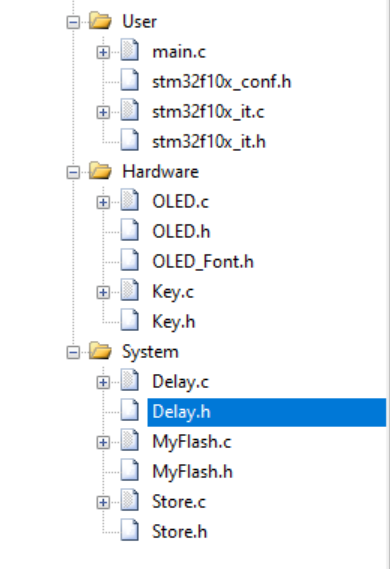 User
main.c
stm32f10x_conf.h
stm32f10x_it.c
stm32f10x_it.h
Hardware
OLED.c
OLED.h
OLED_Font.h
Key.c
Key.h
System
Delay.c
Delay.h
MyFlash.c
MyFlash.h
Store.c
Store.h